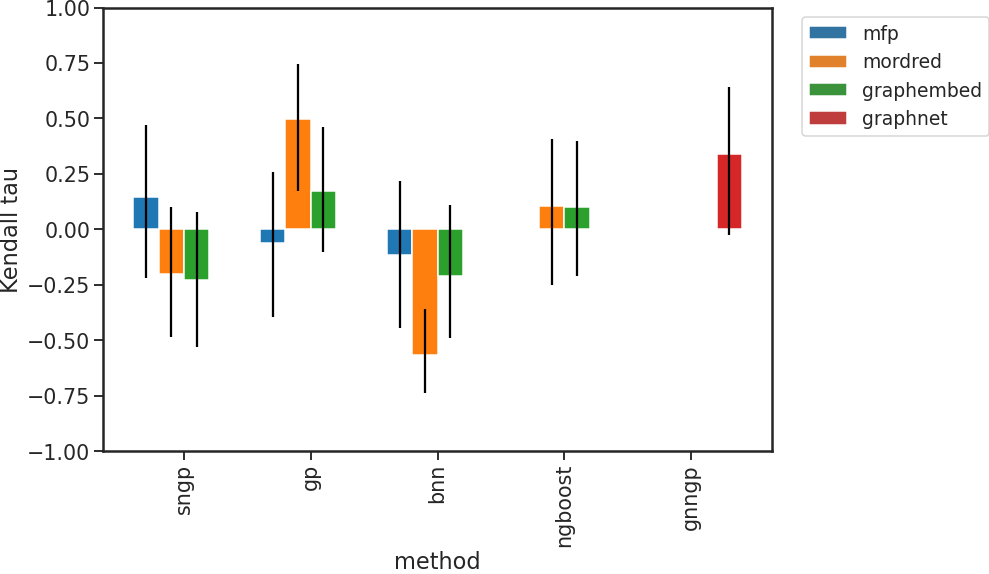 1.00
0.75
0.50
0.25
0.00
−0.25
−0.50
−0.75
−1.00
Kendall tau
sngp
gp
bnn
ngboost
gnngp
method
mfp
mordred
graphembed
graphnet